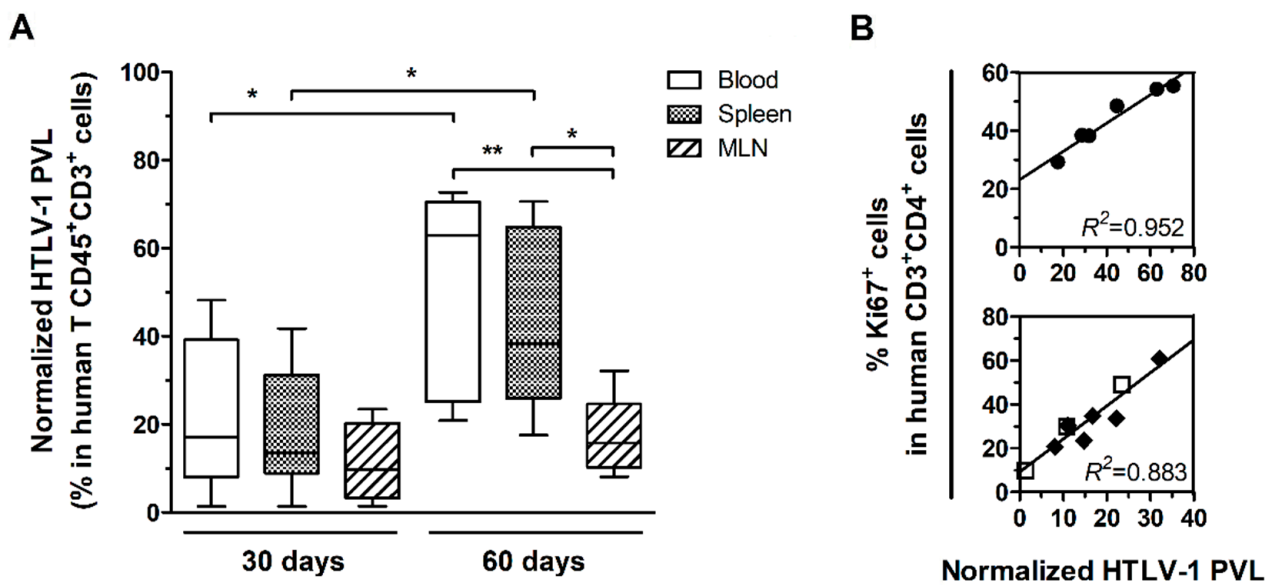 A
B
Normalized HTLV-1 PVL
(% in human T CD45⁺CD3⁺ cells)
100
80
60
40
20
0
*
*
**
*
Blood
Spleen
MLN
30 days
60 days
% Ki67⁺ cells
in human CD3⁺CD4⁺ cells
60
40
20
0
R²=0.952
0 20 40 60 80
80
60
40
20
0
R²=0.883
0 10 20 30 40
Normalized HTLV-1 PVL